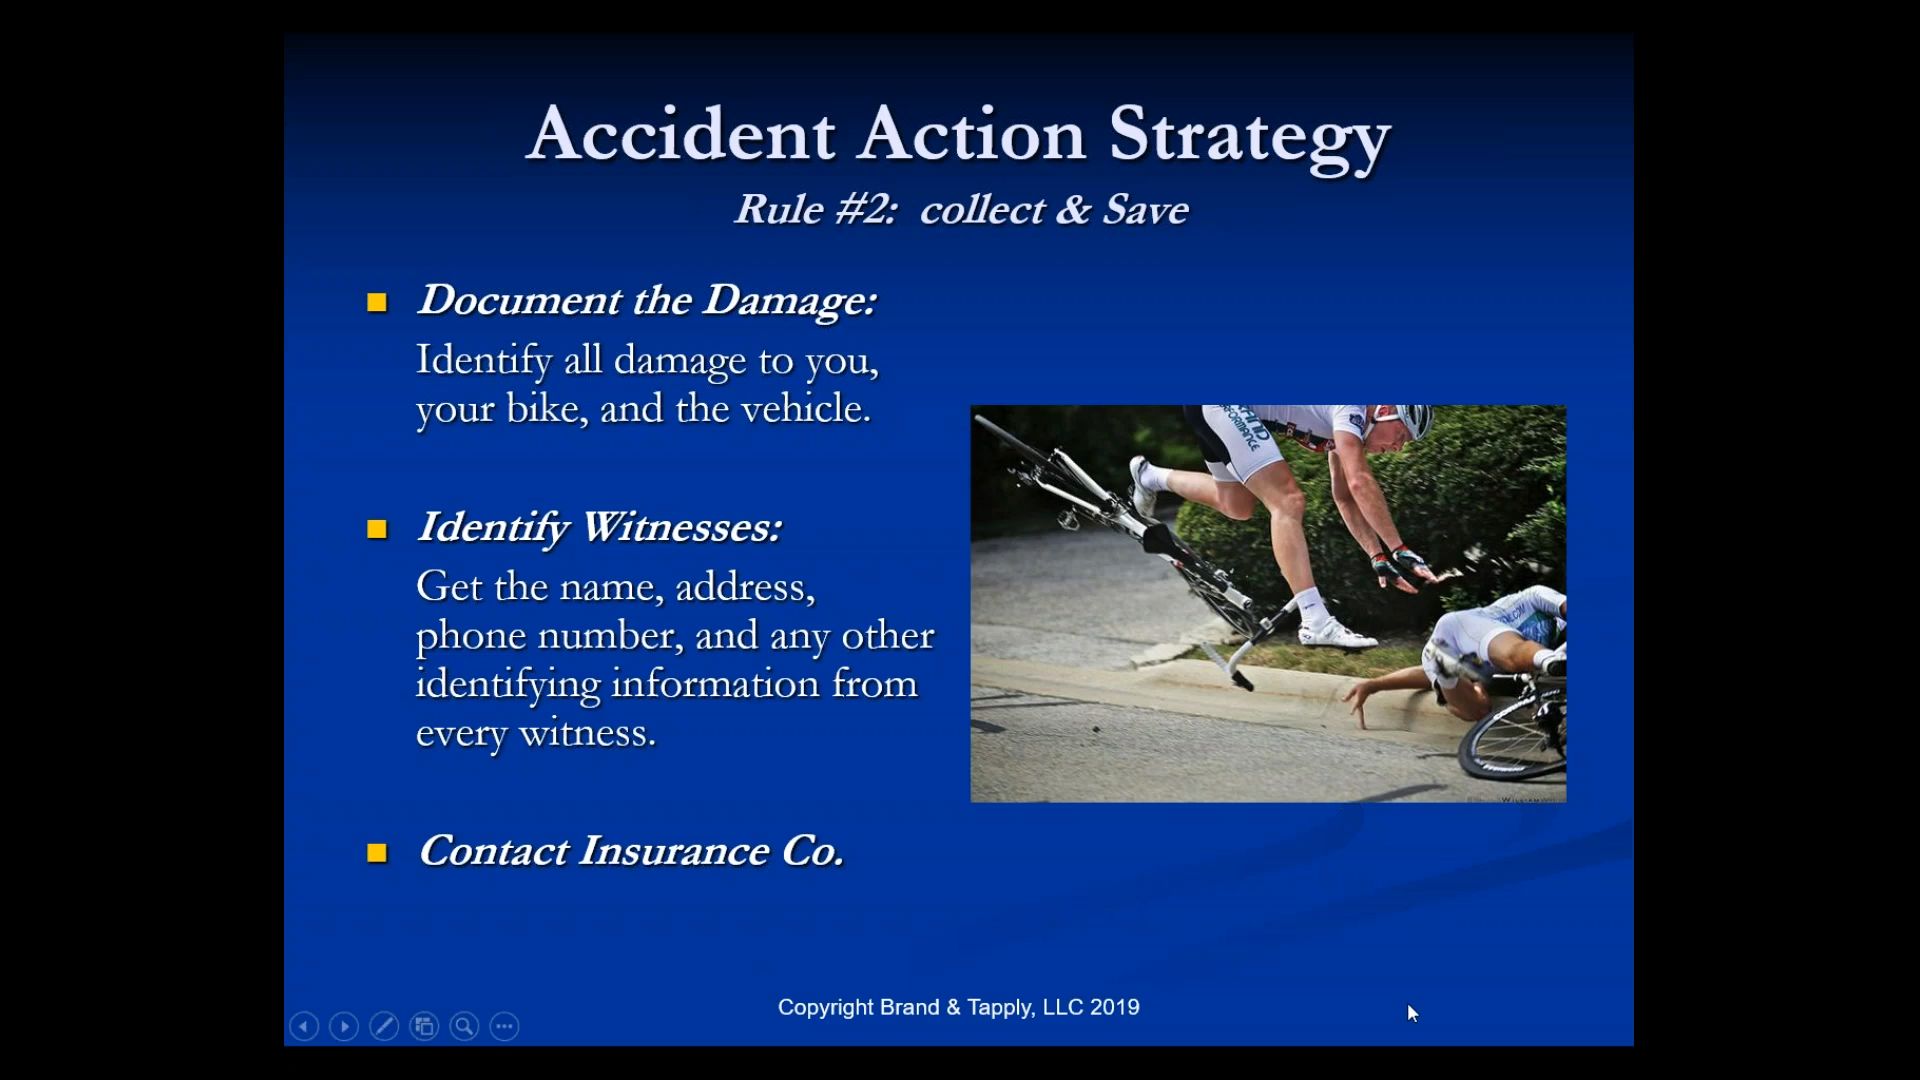 Accident Action Strategy
Rule #2: collect & Save
Document the Damage:
Identify all damage to you,
your bike, and the vehicle.
Identify Witnesses:
Get the name, address,
phone number, and any other
identifying information from
every witness.
Contact Insurance Co.
Copyright Brand & Tapply, LLC 2019